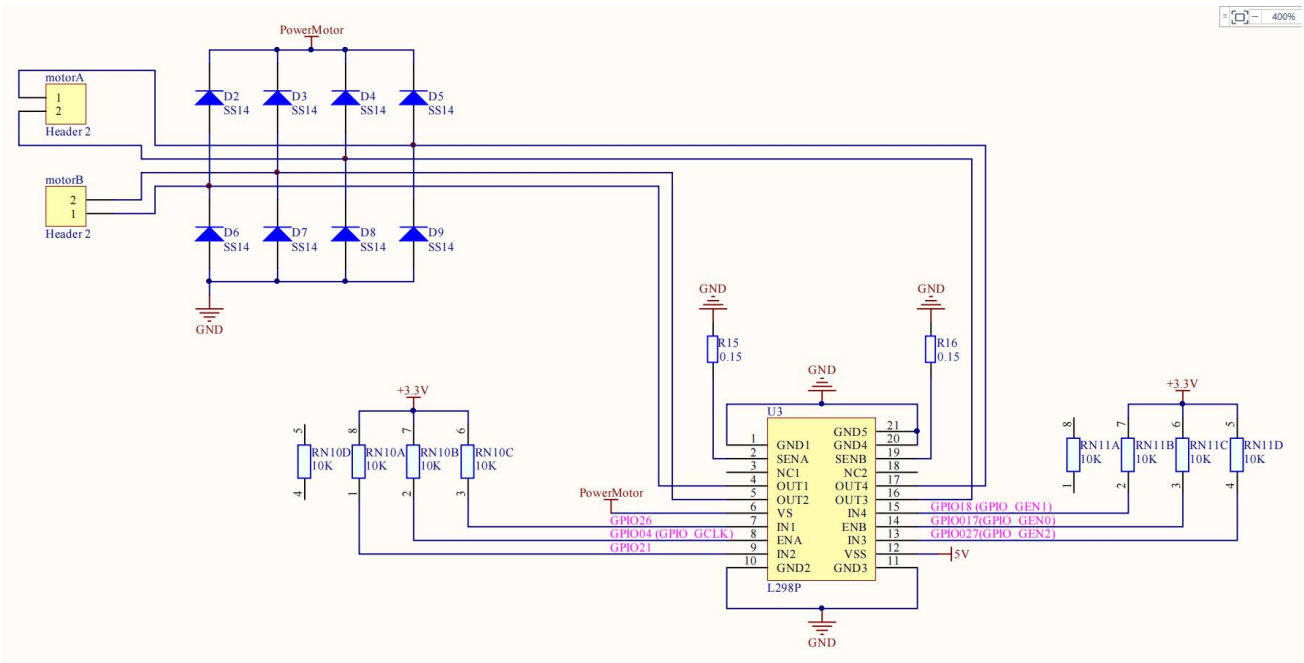 400%
PowerMotor
motorA
1
2
Header 2
D2
SS14
D3
SS14
D4
SS14
D5
SS14
motorB
2
1
Header 2
D6
SS14
D7
SS14
D8
SS14
D9
SS14
GND
GND
GND
R15
0.15
R16
0.15
GND
+3.3V
5
8
7
6
RN10D
10K
RN10A
10K
RN10B
10K
RN10C
10K
4
1
2
3
+3.3V
8
7
6
5
RN11A
10K
RN11B
10K
RN11C
10K
RN11D
10K
1
2
3
4
PowerMotor
GPIO26
GPIO04 (GPIO_GCLK)
GPIO21
U3
1 GND1
2 SENA
3 NC1
4 OUT1
5 OUT2
6 VS
7 IN1
8 ENA
9 IN2
10 GND2
GND5 21
GND4 20
SENB 19
NC2 18
OUT4 17
OUT3 16
IN4 15
ENB 14
IN3 13
VSS 12
GND3 11
L298P
GPIO18 (GPIO_GEN1)
GPIO017(GPIO_GEN0)
GPIO027(GPIO_GEN2)
5V
GND